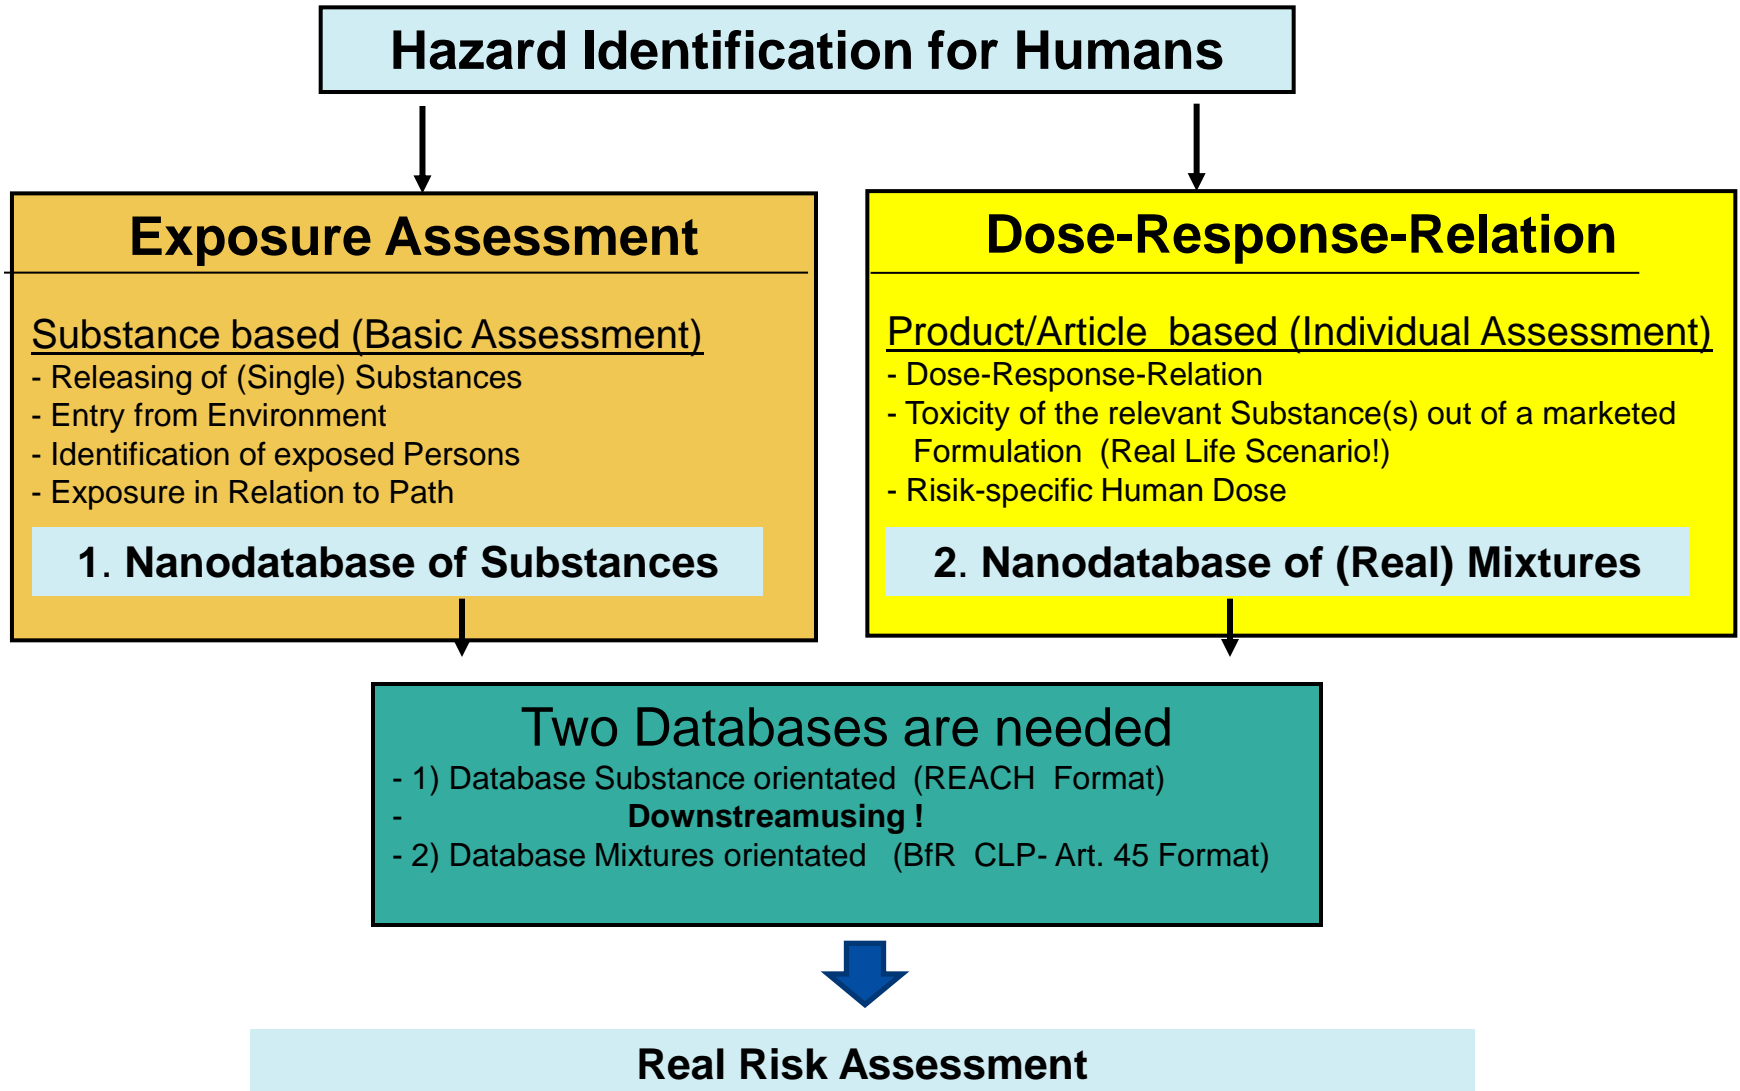 Hazard Identification for Humans
Exposure Assessment
Substance based (Basic Assessment)
- Releasing of (Single) Substances
- Entry from Environment
- Identification of exposed Persons
- Exposure in Relation to Path
1. Nanodatabase of Substances
Dose-Response-Relation
Product/Article based (Individual Assessment)
- Dose-Response-Relation
- Toxicity of the relevant Substance(s) out of a marketed
Formulation (Real Life Scenario!)
- Risik-specific Human Dose
2. Nanodatabase of (Real) Mixtures
Two Databases are needed
- 1) Database Substance orientated (REACH Format)
- Downstreamusing !
- 2) Database Mixtures orientated (BfR CLP- Art. 45 Format)
Real Risk Assessment